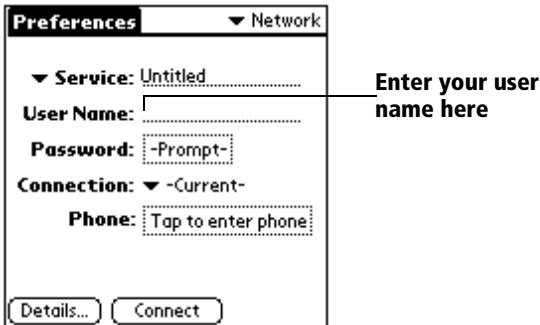 Preferences ▼ Network
▼ Service: Untitled
User Name:
Enter your user
name here
Password: -Prompt-
Connection: ▼ -Current-
Phone: Tap to enter phone
Details... Connect